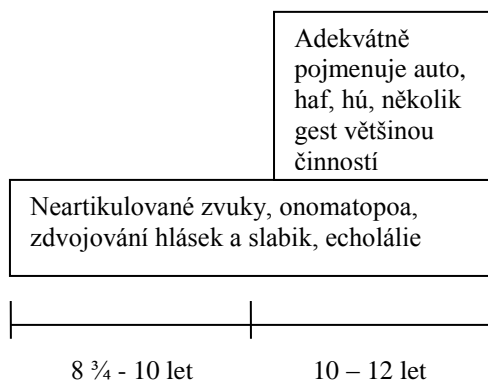 Adekvátně
pojmenuje auto,
haf, hú, několik
gest většinou
činností
Neartikulované zvuky, onomatopoa,
zdvojování hlásek a slabik, echolálie
8 ¾ - 10 let
10 – 12 let